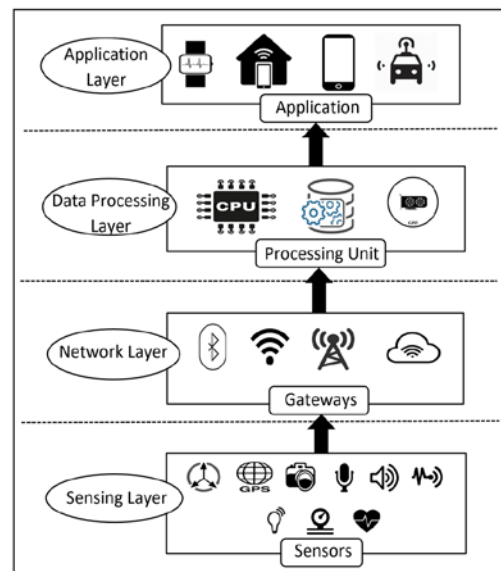 Application
Layer
Application
Data Processing
Layer
CPU
Processing Unit
Network Layer
Gateways
Sensing Layer
GPS
Sensors